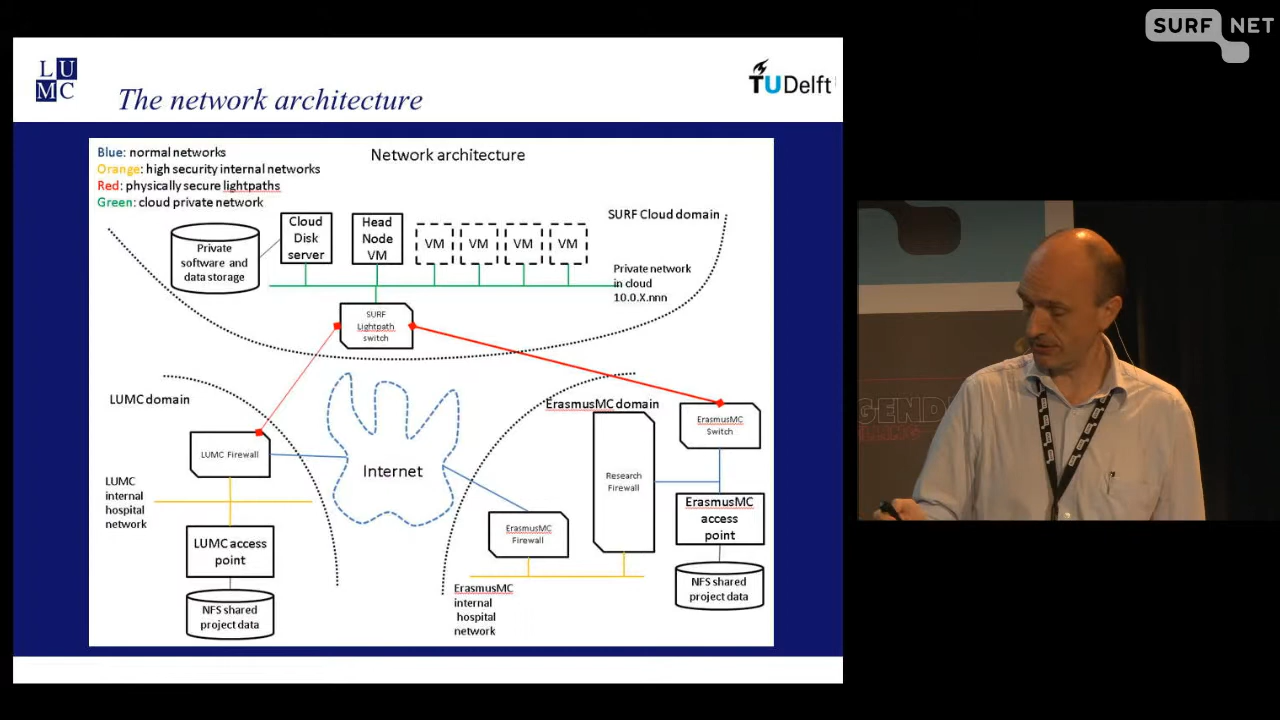 SURF NET
L U
M C
TU Delft
The network architecture
Blue: normal networks
Orange: high security internal networks
Red: physically secure lightpaths
Green: cloud private network
Network architecture
SURF Cloud domain
Private
software and
data storage
Cloud
Disk
server
Head
Node
VM
VM
VM
VM
VM
Private network
in cloud
10.0.X.nnn
SURF
Lightpath
switch
LUMC domain
ErasmusMC domain
ErasmusMC
Switch
LUMC Firewall
Internet
Research
Firewall
LUMC
internal
hospital
network
ErasmusMC
access
point
ErasmusMC
Firewall
LUMC access
point
NFS shared
project data
ErasmusMC
internal
hospital
network
NFS shared
project data